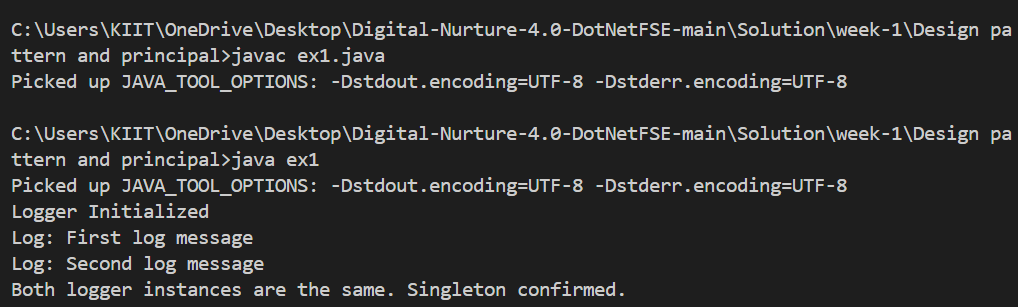 C:\Users\KIIT\OneDrive\Desktop\Digital-Nurture-4.0-DotNetFSE-main\Solution\week-1\Design pa
ttern and principal>javac ex1.java
Picked up JAVA_TOOL_OPTIONS: -Dstdout.encoding=UTF-8 -Dstderr.encoding=UTF-8
C:\Users\KIIT\OneDrive\Desktop\Digital-Nurture-4.0-DotNetFSE-main\Solution\week-1\Design pa
ttern and principal>java ex1
Picked up JAVA_TOOL_OPTIONS: -Dstdout.encoding=UTF-8 -Dstderr.encoding=UTF-8
Logger Initialized
Log: First log message
Log: Second log message
Both logger instances are the same. Singleton confirmed.